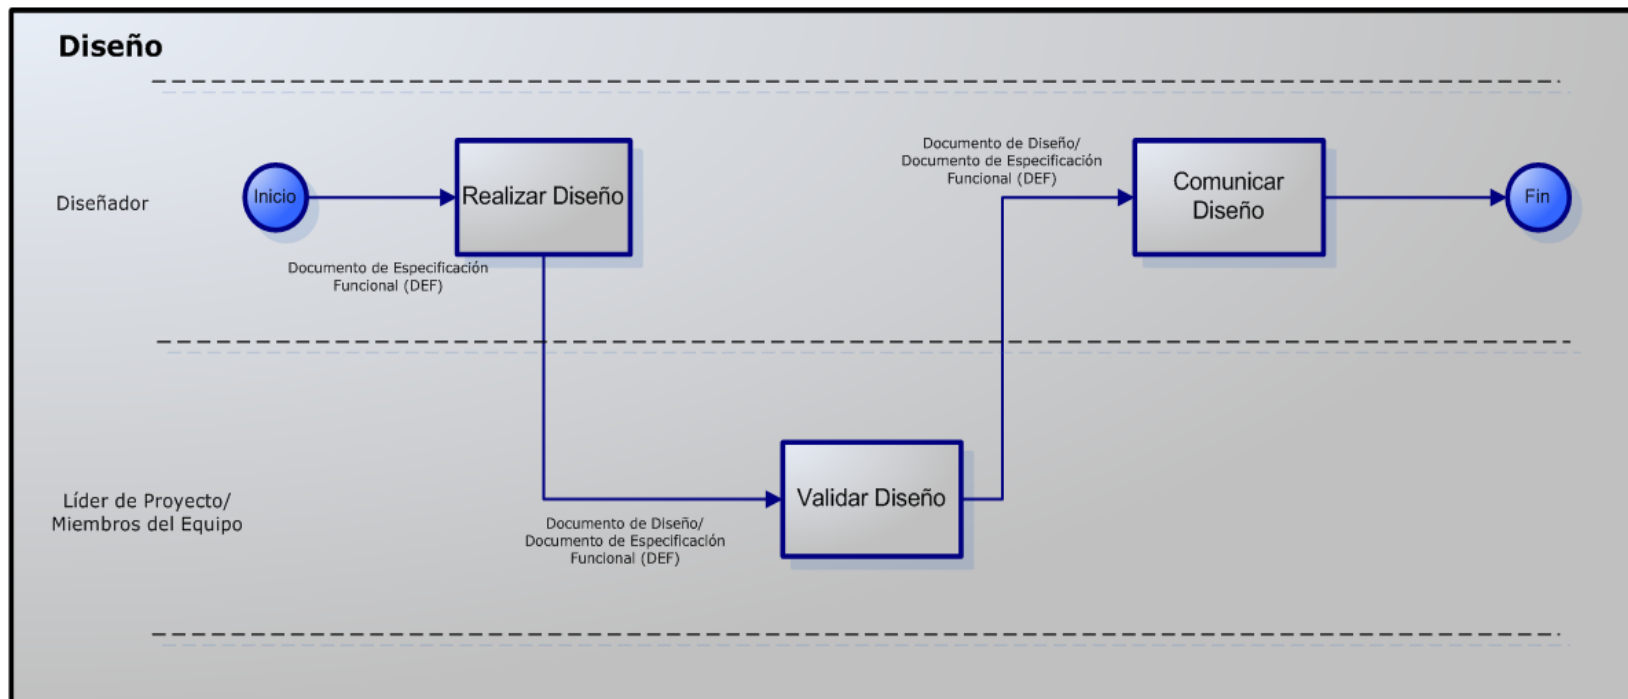 Diseño
Diseñador
Inicio
Realizar Diseño
Documento de Especificación
Funcional (DEF)
Documento de Diseño/
Documento de Especificación
Funcional (DEF)
Comunicar
Diseño
Fin
Líder de Proyecto/
Miembros del Equipo
Documento de Diseño/
Documento de Especificación
Funcional (DEF)
Validar Diseño